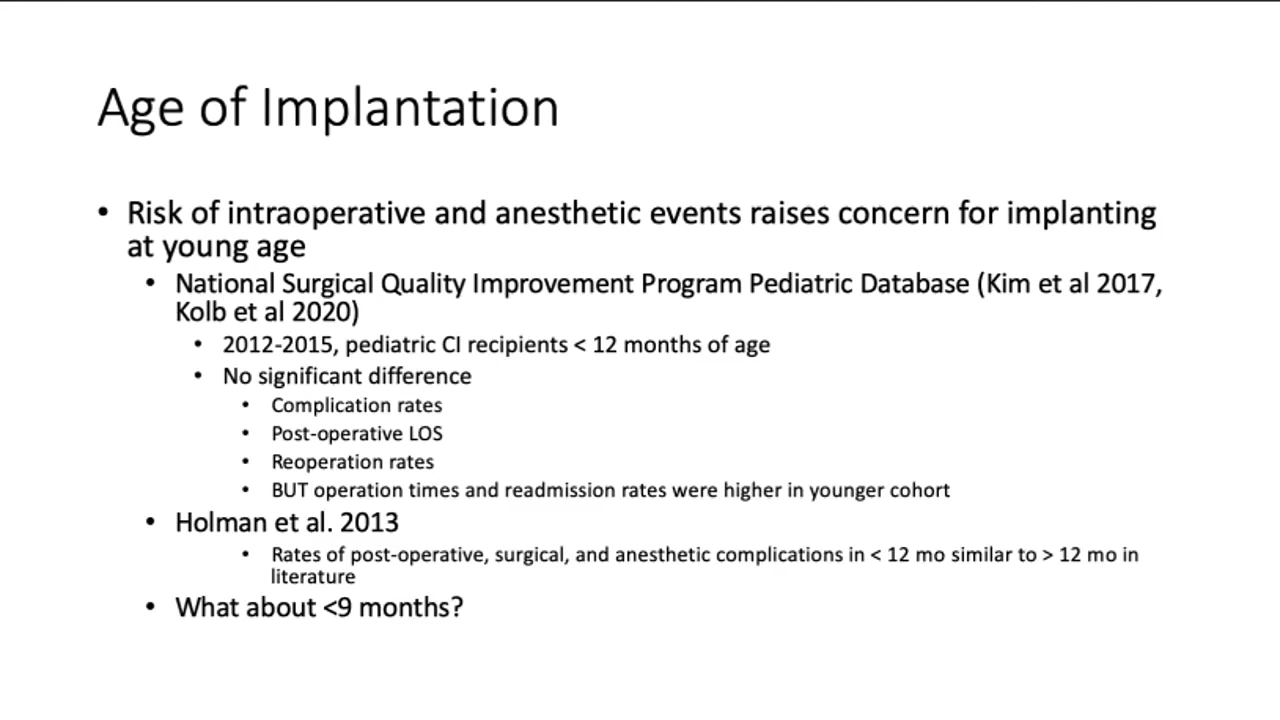 Age of Implantation
• Risk of intraoperative and anesthetic events raises concern for implanting
at young age
• National Surgical Quality Improvement Program Pediatric Database (Kim et al 2017,
Kolb et al 2020)
• 2012-2015, pediatric CI recipients < 12 months of age
• No significant difference
• Complication rates
• Post-operative LOS
• Reoperation rates
• BUT operation times and readmission rates were higher in younger cohort
• Holman et al. 2013
• Rates of post-operative, surgical, and anesthetic complications in < 12 mo similar to > 12 mo in
literature
• What about <9 months?